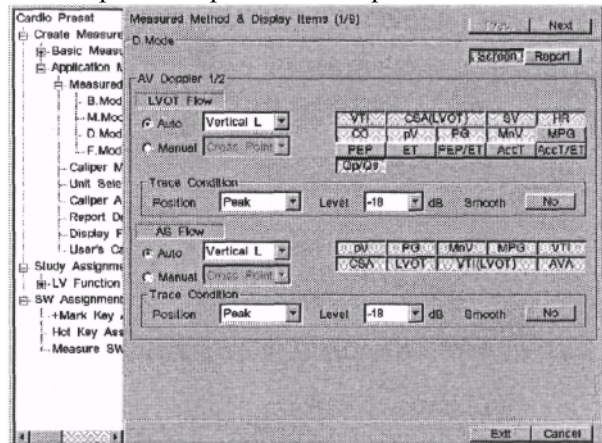 Cardio Preset
Measured Method & Display Items (1/9)
Prev. Next
Create Measure
D.Mode
Basic Measu
Screen Report
Application M
Measured
AV Doppler 1/2
B.Mod
LVOT Flow
M.Mod
Auto Vertical L
VTI CSA(LVOT) SV HR
D Mod
CO pV PG MnV MPG
F.Mod
Manual Cross Point
PEP ET PEP/ET AccT AccT/ET
Caliper M
Qp/Qs
Unit Sele
Trace Condition
Caliper A
Position Peak Level -18 dB Smooth No
Report De
Display F
AS Flow
User's Ca
Auto Vertical L
pV PG MnV MPG VTI
Study Assignme
CSA LVOT VTI(LVOT) AVA
LV Function
Manual Cross Point
SW Assignment
Trace Condition
+Mark Key
Position Peak Level -18 dB Smooth No
Hot Key Ass
Measure SW
Exit Cancel